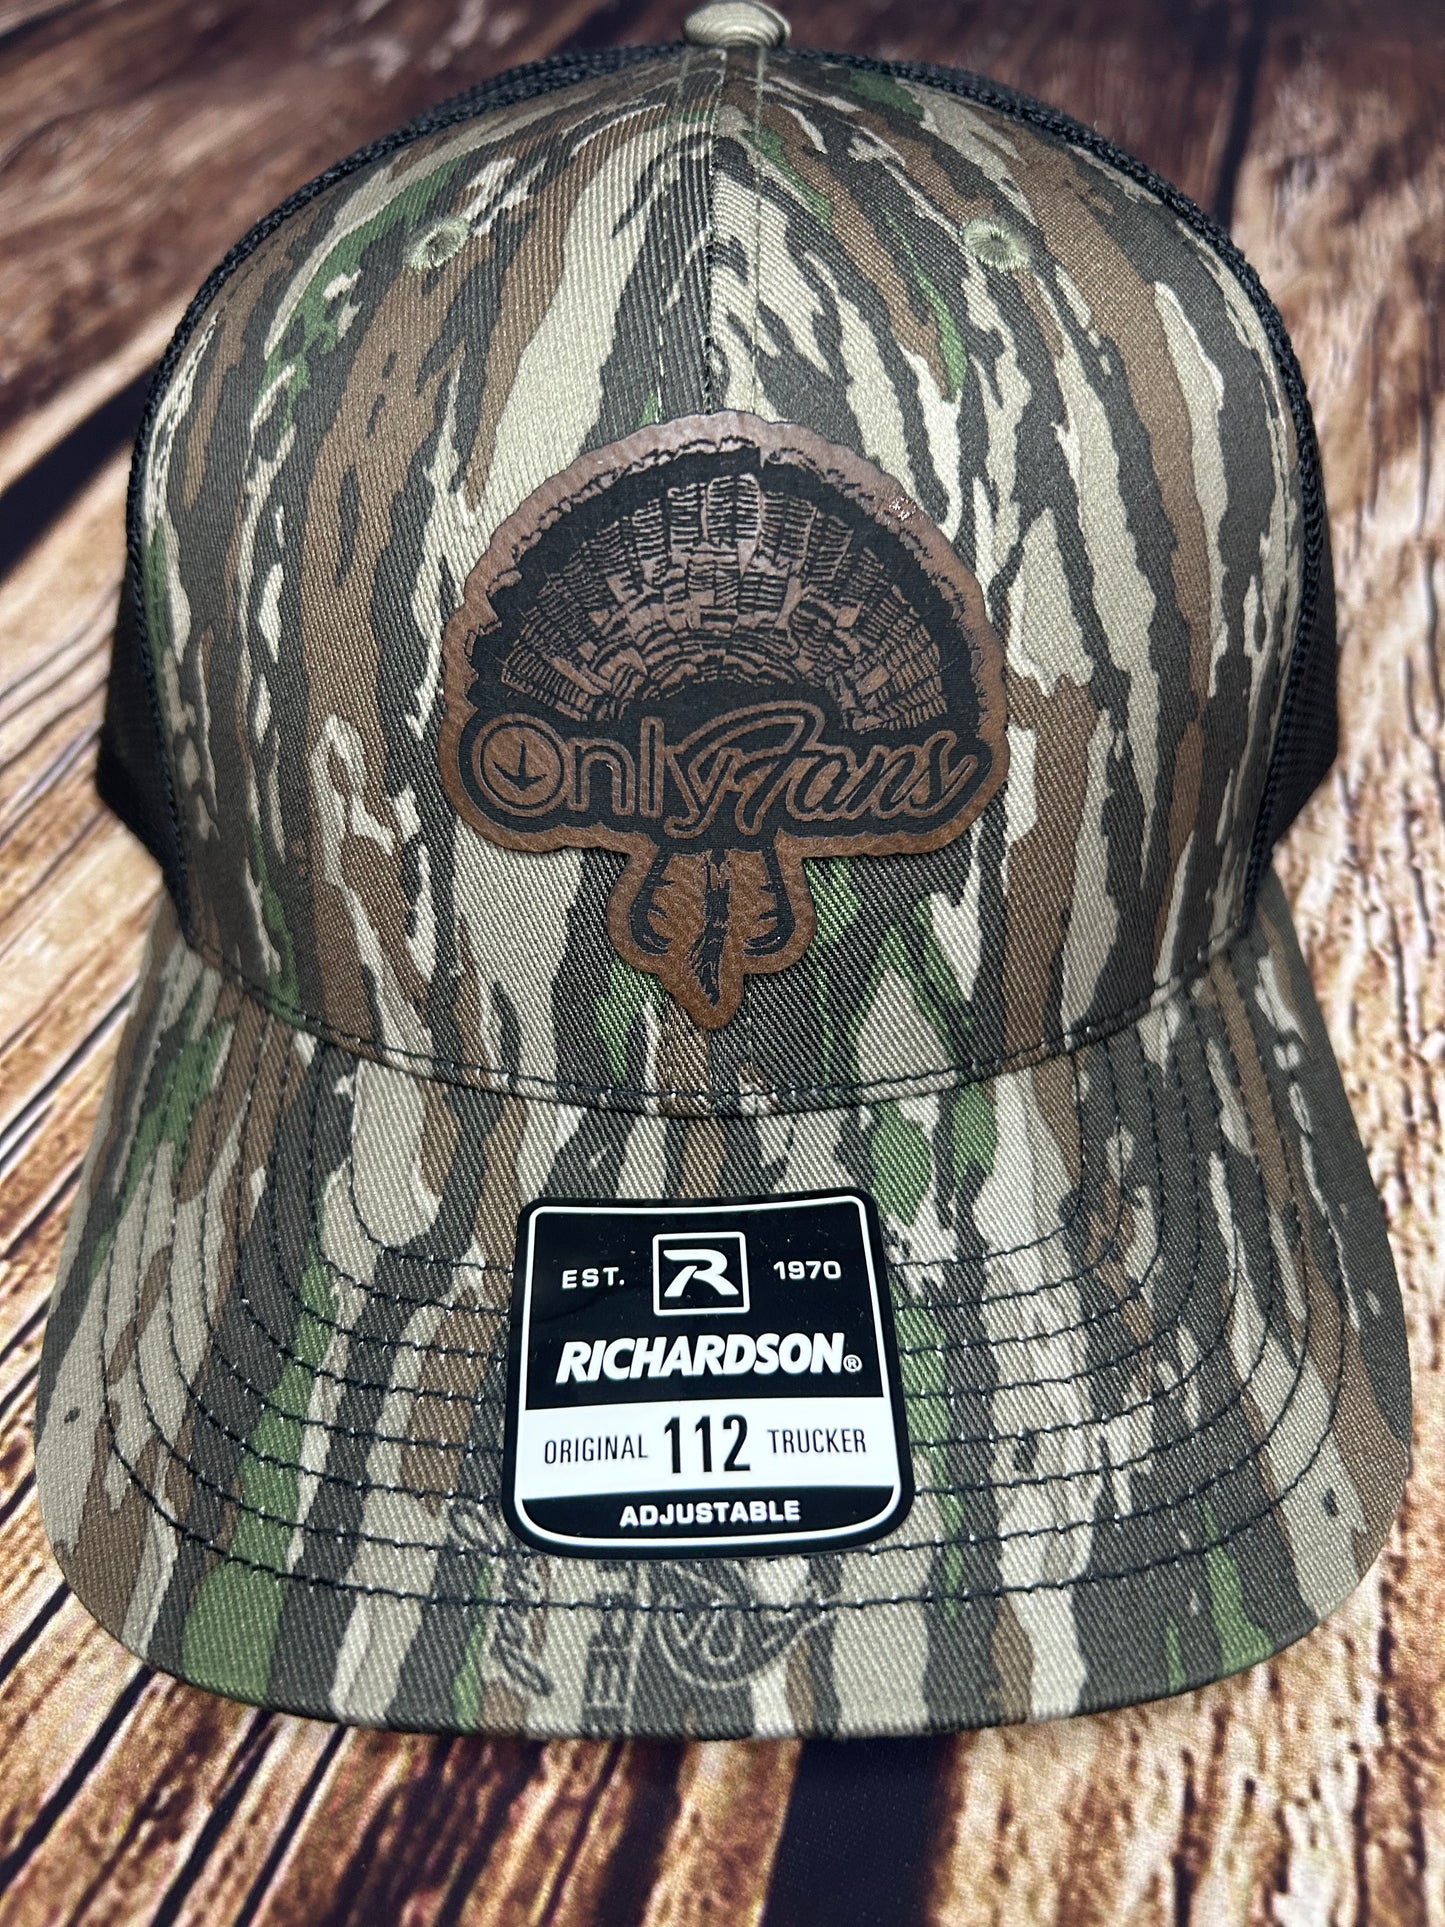 OnlyFans
EST. R 1970
RICHARDSON®
ORIGINAL 112 TRUCKER
ADJUSTABLE